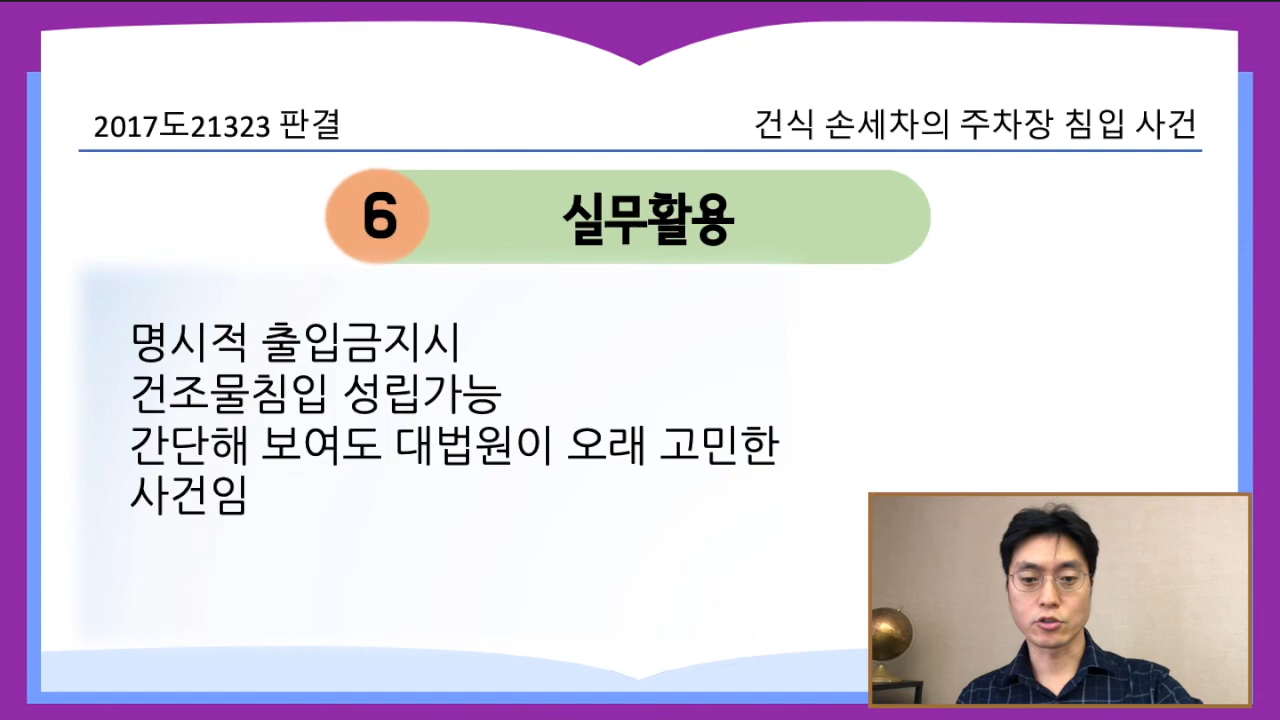 2017도21323 판결
건식 손세차의 주차장 침입 사건
6
실무활용
명시적 출입금지시
건조물침입 성립가능
간단해 보여도 대법원이 오래 고민한
사건임